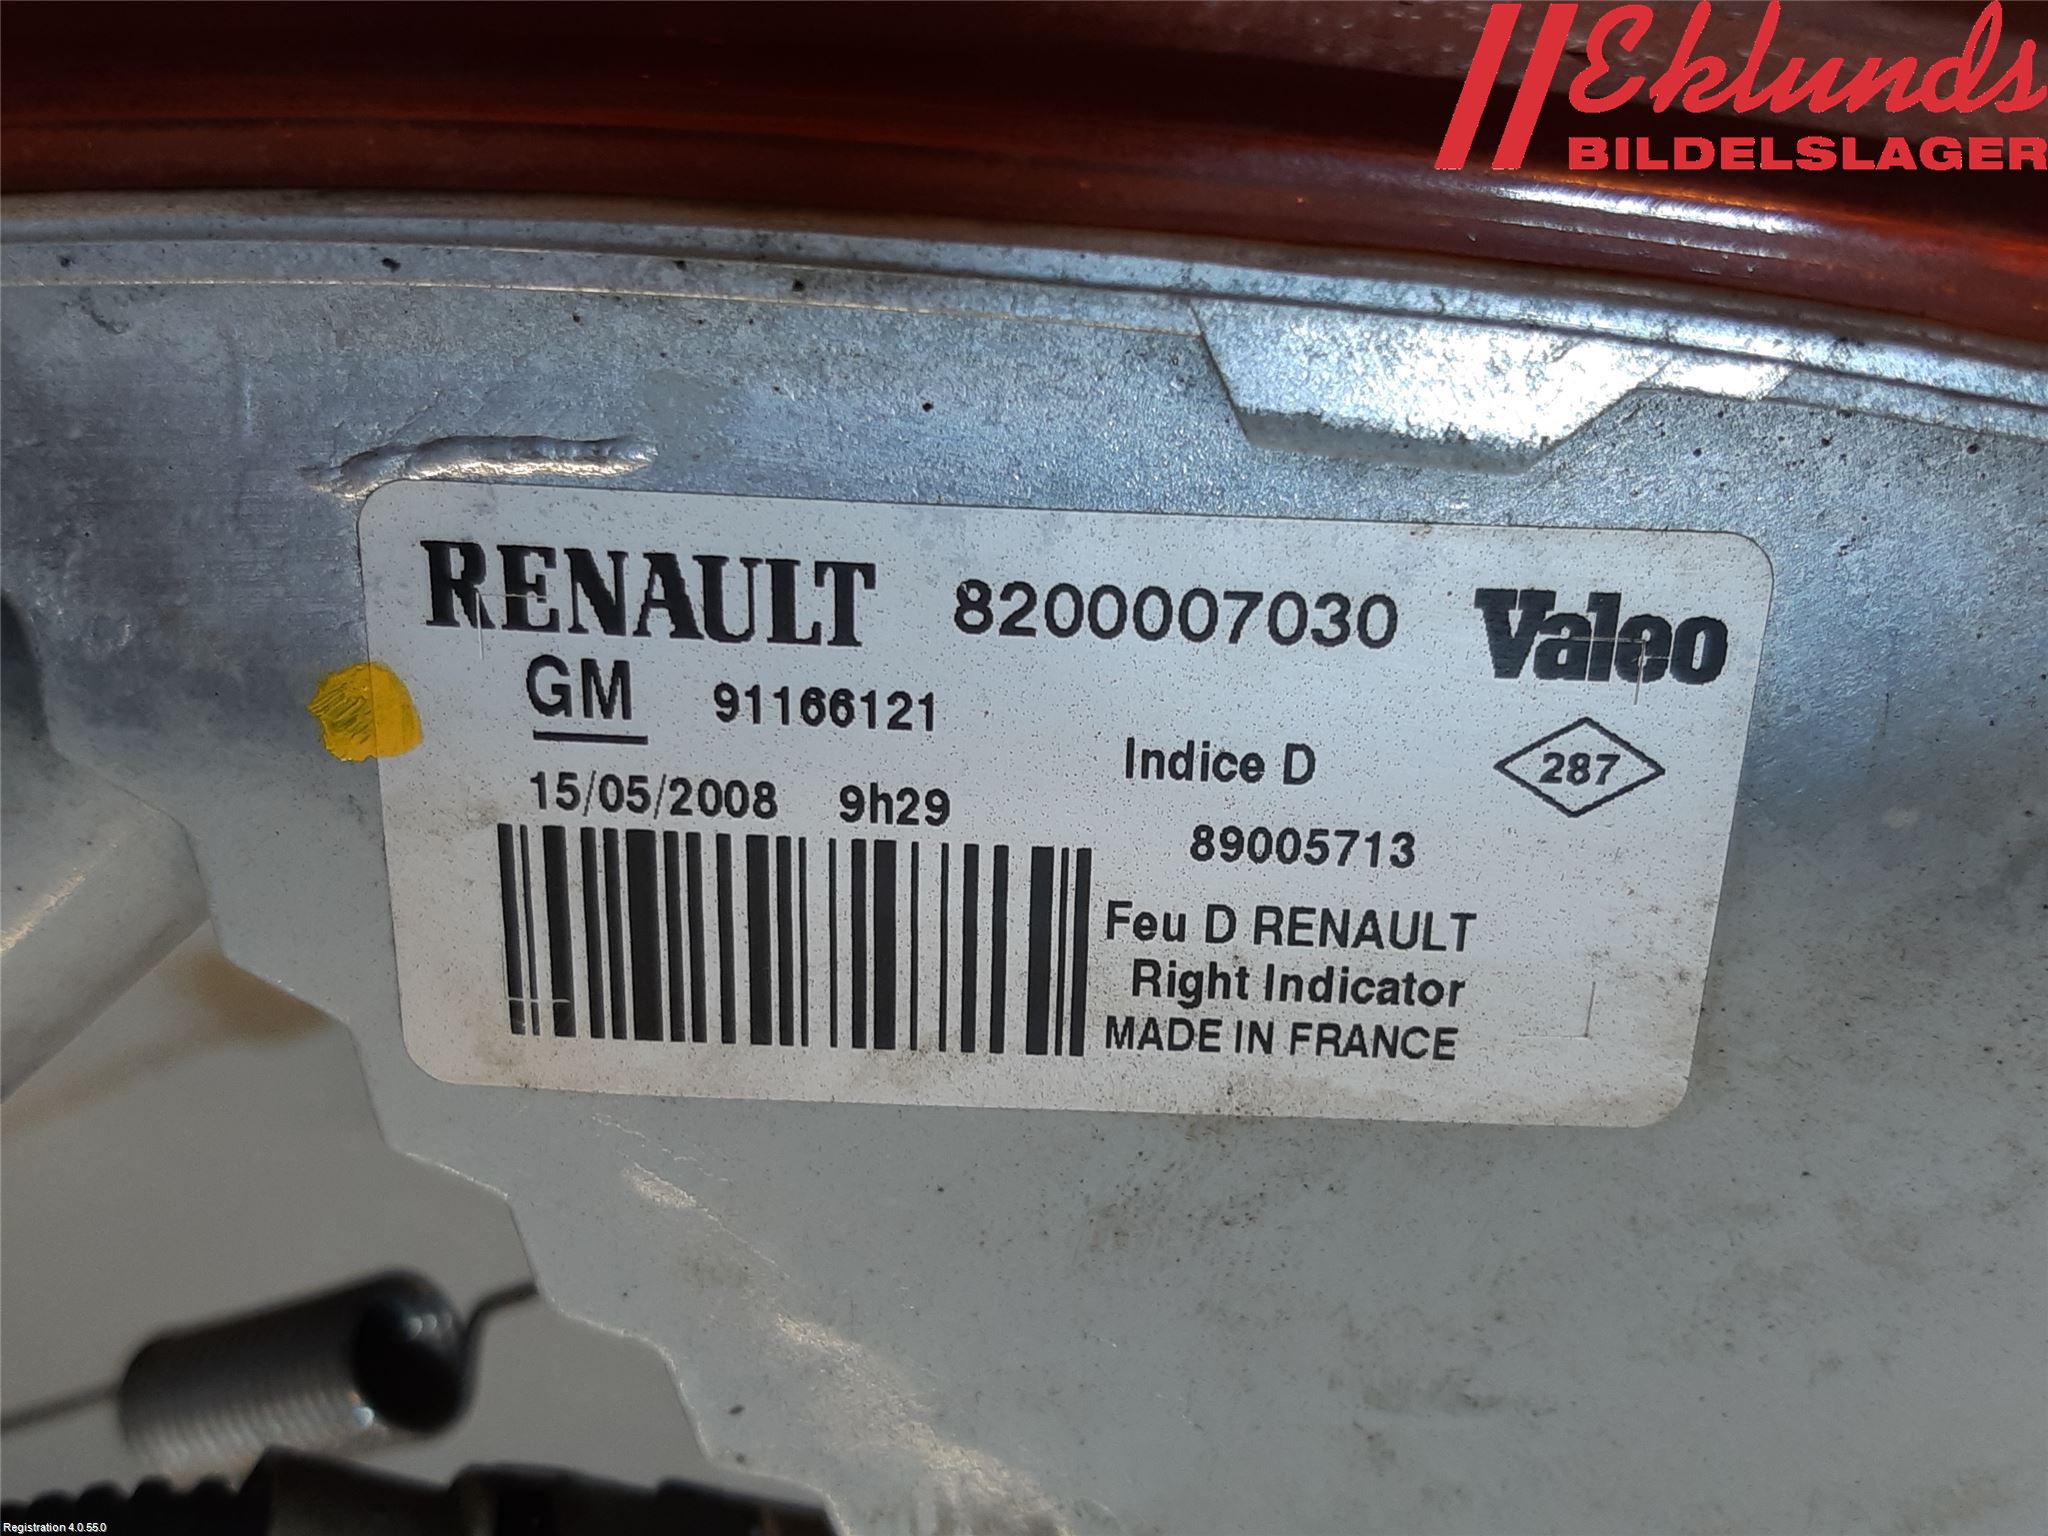 Eklunds
BILDELSLAGER
RENAULT 8200007030 Valeo
GM 91166121
Indice D 287
15/05/2008 9h29
89005713
Feu D RENAULT
Right Indicator
MADE IN FRANCE
Registration 4.0.55.0